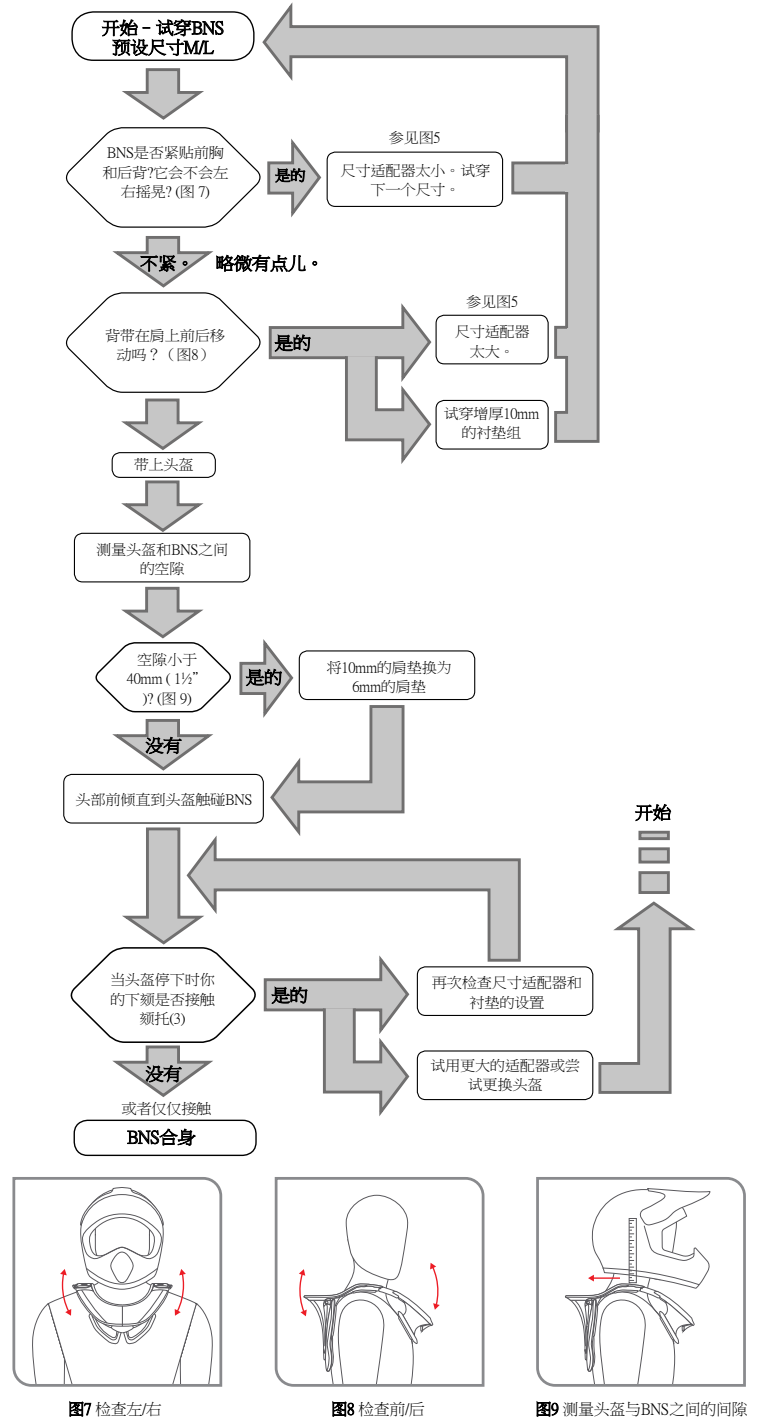 开始 – 试穿BNS
预设尺寸M/L
BNS是否紧贴前胸
和后背?它会不会左
右摇晃? (图 7)
是的
参见图5
尺寸适配器太小。试穿
下一个尺寸。
不紧。
略微有点儿。
背带在肩上前后移
动吗？（图8）
是的
参见图5
尺寸适配器
太大。
试穿增厚10mm
的衬垫组
带上头盔
测量头盔和BNS之间
的空隙
空隙小于
40mm ( 1½”
)? (图 9)
是的
将10mm的肩垫换为
6mm的肩垫
没有
头部前倾直到头盔触碰BNS
开始
当头盔停下时你
的下颏是否接触
颏托(3)
是的
再次检查尺寸适配器和
衬垫的设置
试用更大的适配器或尝
试更换头盔
没有
或者仅仅接触
BNS合身
图7 检查左/右
图8 检查前/后
图9 测量头盔与BNS之间的间隙